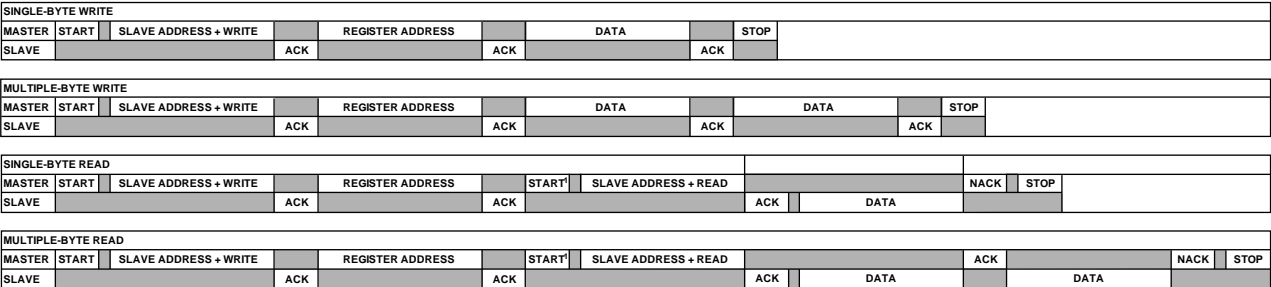 SINGLE-BYTE WRITE
MASTER START SLAVE ADDRESS + WRITE REGISTER ADDRESS DATA STOP
SLAVE ACK ACK ACK
MULTIPLE-BYTE WRITE
MASTER START SLAVE ADDRESS + WRITE REGISTER ADDRESS DATA DATA STOP
SLAVE ACK ACK ACK ACK
SINGLE-BYTE READ
MASTER START SLAVE ADDRESS + WRITE REGISTER ADDRESS START¹ SLAVE ADDRESS + READ NACK STOP
SLAVE ACK ACK ACK DATA
MULTIPLE-BYTE READ
MASTER START SLAVE ADDRESS + WRITE REGISTER ADDRESS START¹ SLAVE ADDRESS + READ ACK NACK STOP
SLAVE ACK ACK ACK DATA DATA